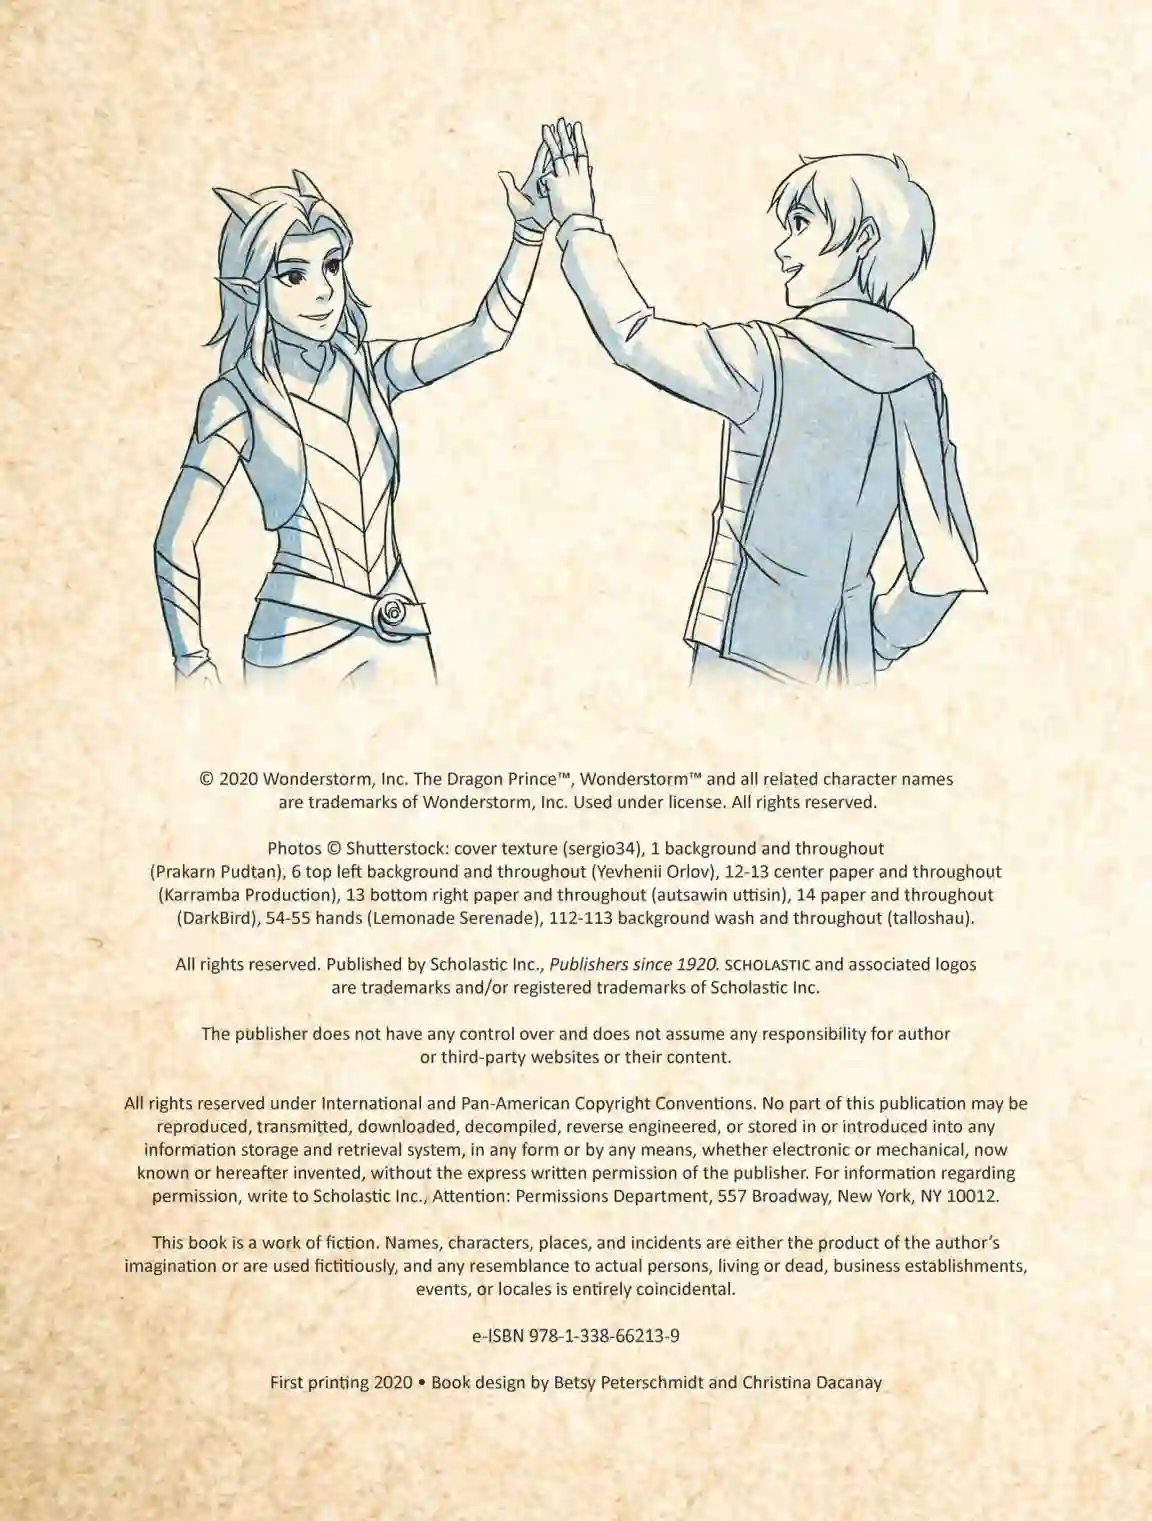 © 2020 Wonderstorm, Inc. The Dragon Prince™, Wonderstorm™ and all related character names
are trademarks of Wonderstorm, Inc. Used under license. All rights reserved.
Photos © Shutterstock: cover texture (sergio34), 1 background and throughout
(Prakarn Pudtan), 6 top left background and throughout (Yevhenii Orlov), 12-13 center paper and throughout
(Karramba Production), 13 bottom right paper and throughout (autsawin uttisin), 14 paper and throughout
(DarkBird), 54-55 hands (Lemonade Serenade), 112-113 background wash and throughout (talloshau).
All rights reserved. Published by Scholastic Inc., Publishers since 1920. SCHOLASTIC and associated logos
are trademarks and/or registered trademarks of Scholastic Inc.
The publisher does not have any control over and does not assume any responsibility for author
or third-party websites or their content.
All rights reserved under International and Pan-American Copyright Conventions. No part of this publication may be
reproduced, transmitted, downloaded, decompiled, reverse engineered, or stored in or introduced into any
information storage and retrieval system, in any form or by any means, whether electronic or mechanical, now
known or hereafter invented, without the express written permission of the publisher. For information regarding
permission, write to Scholastic Inc., Attention: Permissions Department, 557 Broadway, New York, NY 10012.
This book is a work of fiction. Names, characters, places, and incidents are either the product of the author's
imagination or are used fictitiously, and any resemblance to actual persons, living or dead, business establishments,
events, or locales is entirely coincidental.
e-ISBN 978-1-338-66213-9
First printing 2020 • Book design by Betsy Peterschmidt and Christina Dacanay